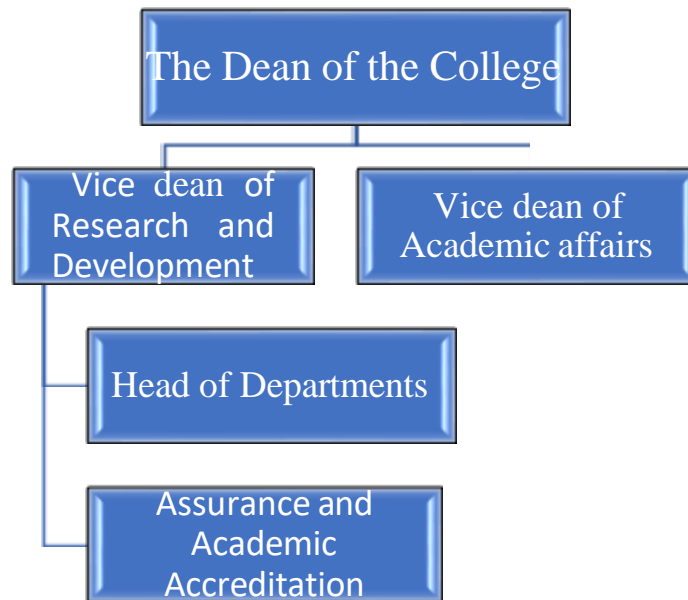 The Dean of the College
Vice dean of
Research and
Development
Vice dean of
Academic affairs
Head of Departments
Assurance and
Academic
Accreditation